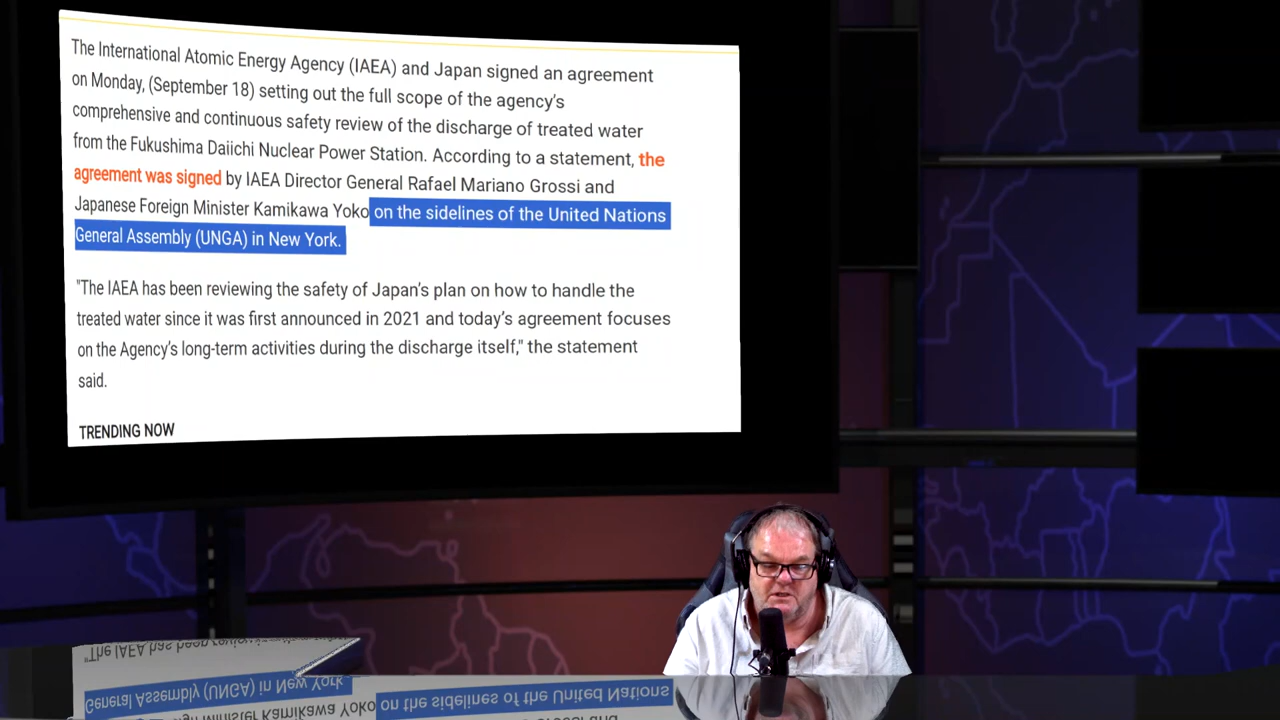 The International Atomic Energy Agency (IAEA) and Japan signed an agreement
on Monday, (September 18) setting out the full scope of the agency's
comprehensive and continuous safety review of the discharge of treated water
from the Fukushima Daiichi Nuclear Power Station. According to a statement, the
agreement was signed by IAEA Director General Rafael Mariano Grossi and
Japanese Foreign Minister Kamikawa Yoko on the sidelines of the United Nations
General Assembly (UNGA) in New York.
"The IAEA has been reviewing the safety of Japan's plan on how to handle the
treated water since it was first announced in 2021 and today's agreement focuses
on the Agency's long-term activities during the discharge itself," the statement
said.
TRENDING NOW